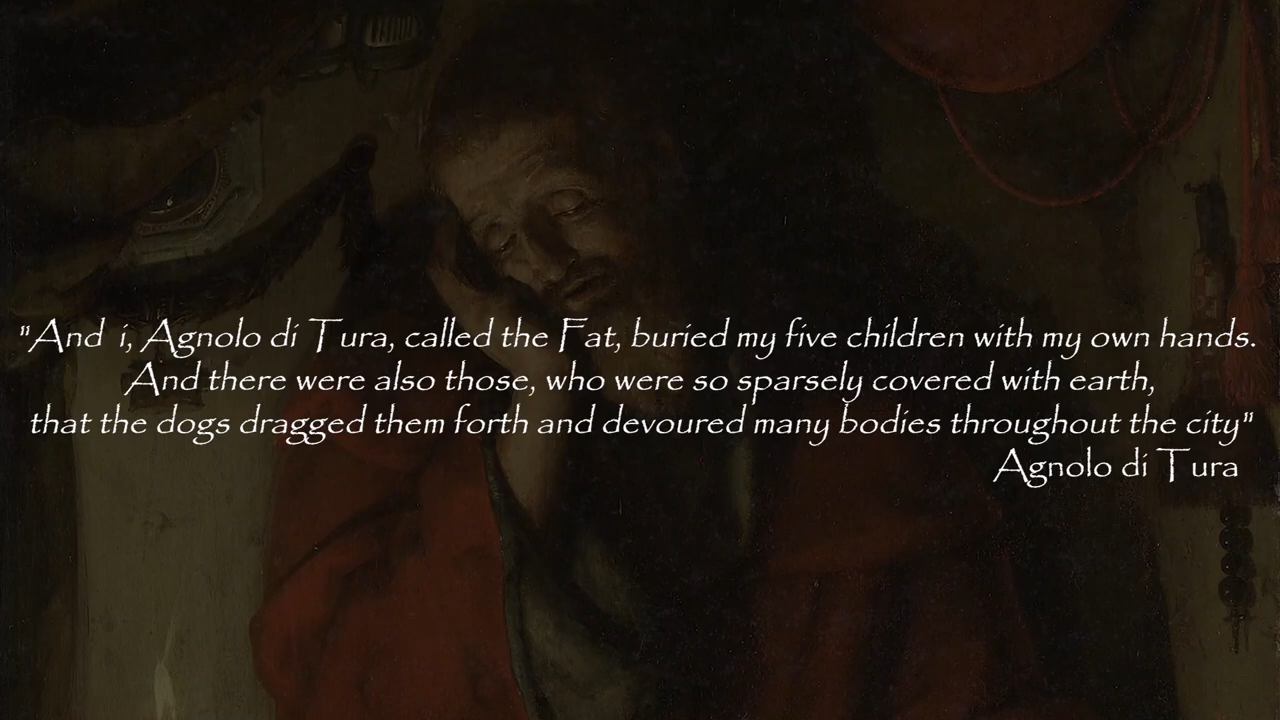 "And i, Agnolo di Tura, called the Fat, buried my five children with my own hands.
And there were also those, who were so sparsely covered with earth,
that the dogs dragged them forth and devoured many bodies throughout the city"
Agnolo di Tura